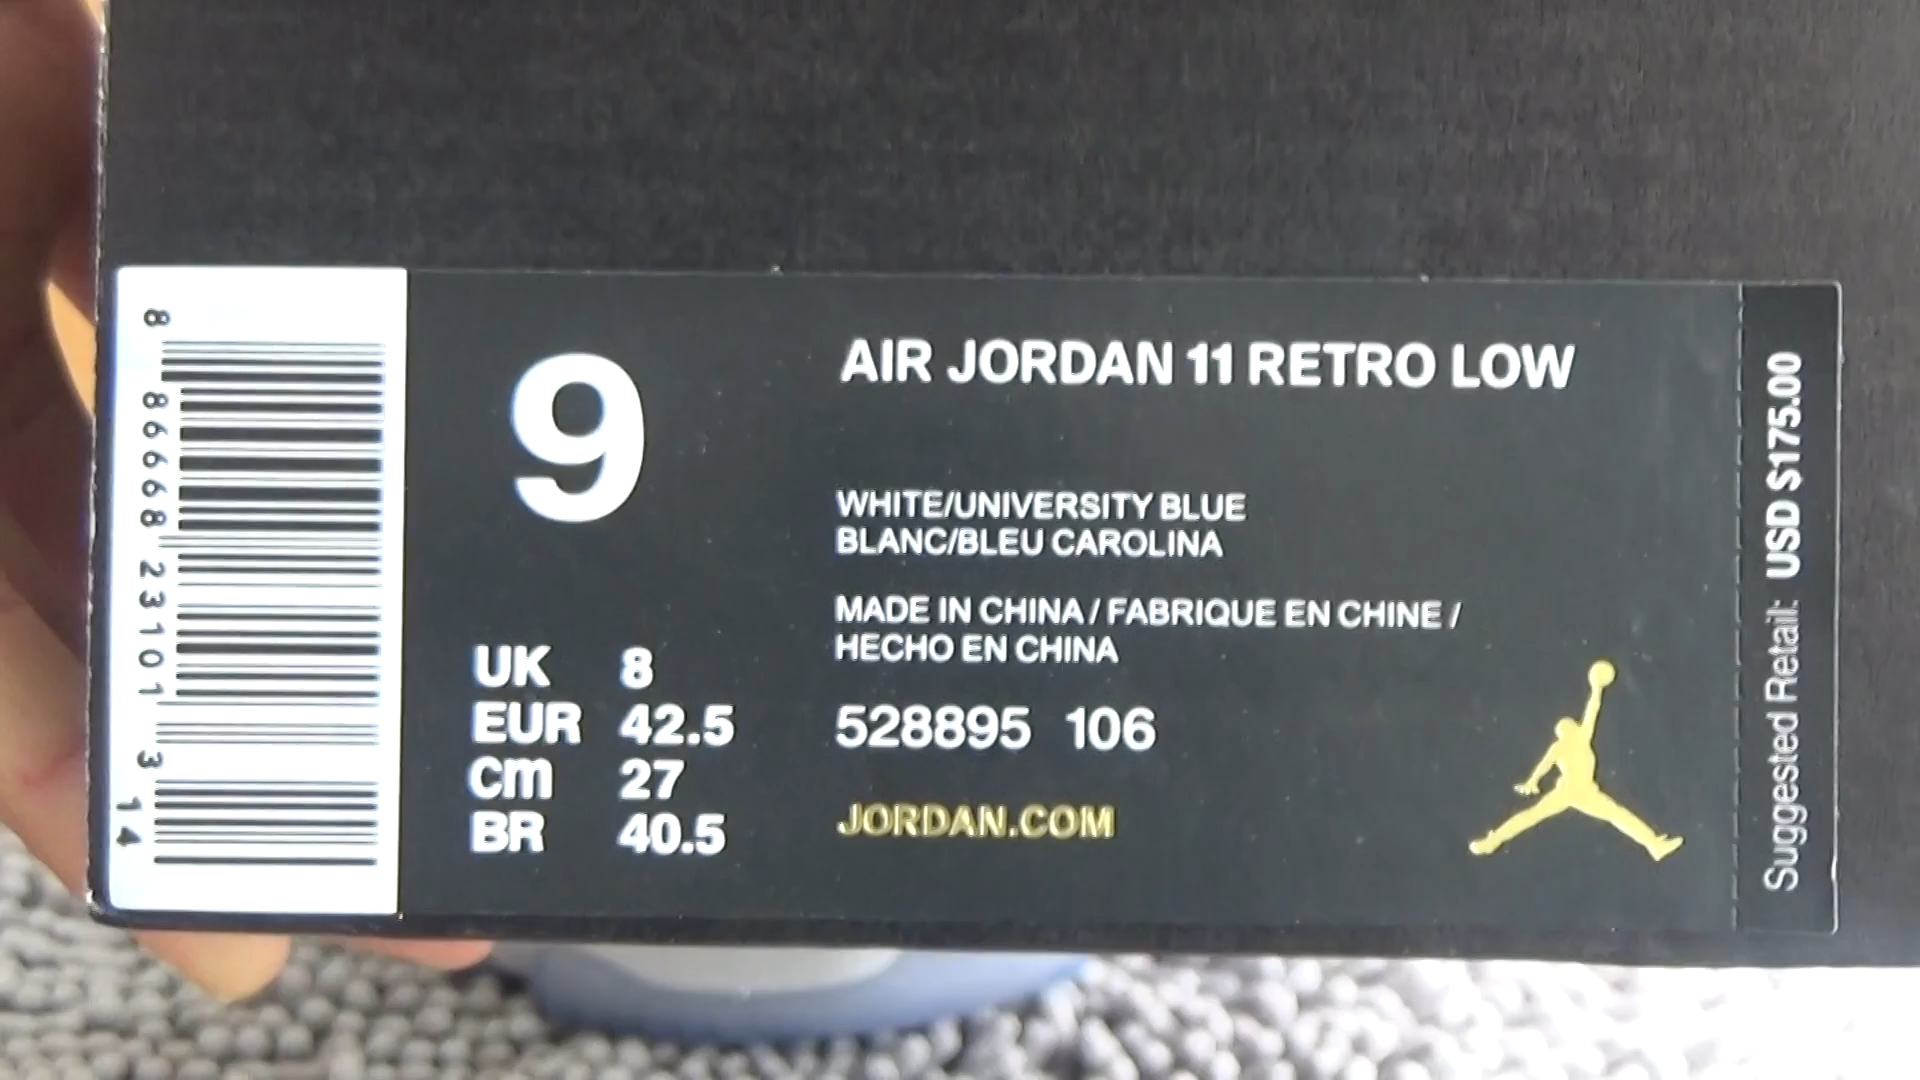 8 86668 23101 3
14
9
UK 8
EUR 42.5
Cm 27
BR 40.5
AIR JORDAN 11 RETRO LOW
WHITE/UNIVERSITY BLUE
BLANC/BLEU CAROLINA
MADE IN CHINA / FABRIQUE EN CHINE /
HECHO EN CHINA
528895 106
JORDAN.COM
Suggested Retail: USD $175.00